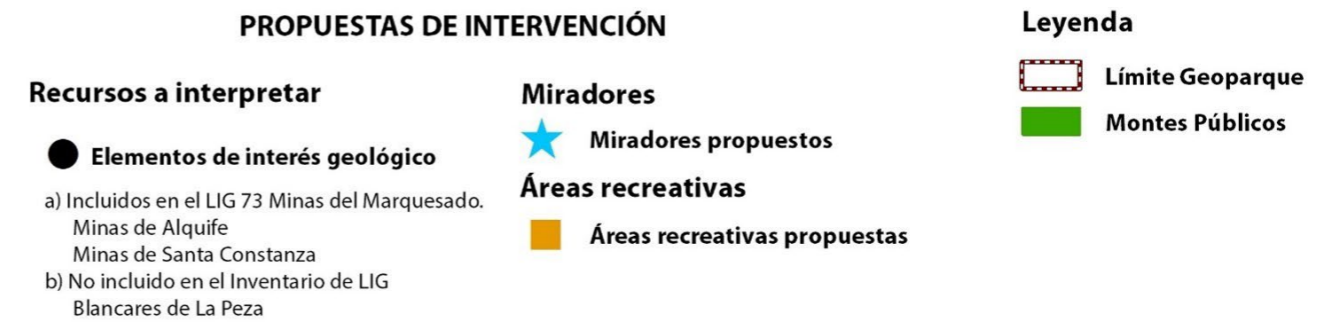 PROPUESTAS DE INTERVENCIÓN
Recursos a interpretar
Elementos de interés geológico
a) Incluidos en el LIG 73 Minas del Marquesado.
Minas de Alquife
Minas de Santa Constanza
b) No incluido en el Inventario de LIG
Blancares de La Peza
Miradores
Miradores propuestos
Áreas recreativas
Áreas recreativas propuestas
Leyenda
Límite Geoparque
Montes Públicos